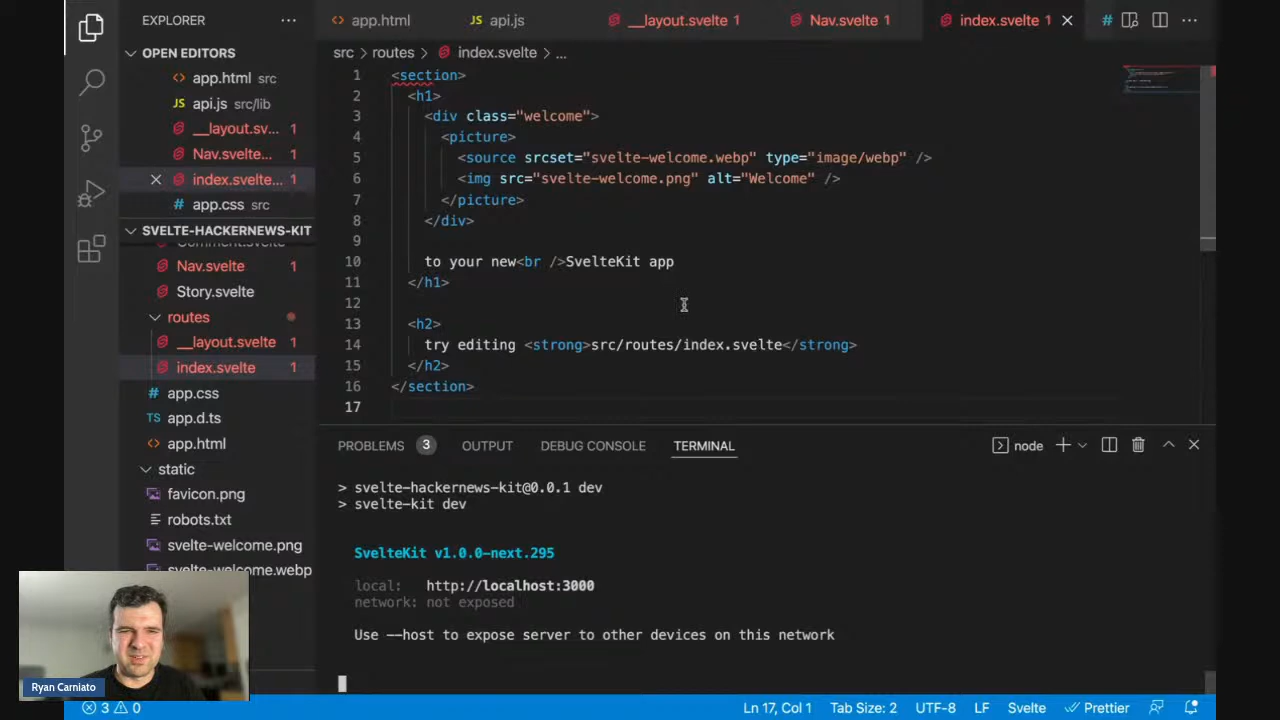 EXPLORER
OPEN EDITORS
app.html src
api.js src/lib
__layout.sv... 1
Nav.svelte... 1
index.svelte... 1
app.css src
SVELTE-HACKERNEWS-KIT
Comment.svelte
Nav.svelte 1
Story.svelte
routes
__layout.svelte 1
index.svelte 1
app.css
TS app.d.ts
app.html
static
favicon.png
robots.txt
svelte-welcome.png
svelte-welcome.webp
Ryan Carniato
app.html JS api.js __layout.svelte 1 Nav.svelte 1 index.svelte 1 #
src > routes > index.svelte > ...
1 <section>
2 <h1>
3 <div class="welcome">
4 <picture>
5 <source srcset="svelte-welcome.webp" type="image/webp" />
6 <img src="svelte-welcome.png" alt="Welcome" />
7 </picture>
8 </div>
9
10 to your new<br />SvelteKit app
11 </h1>
12
13 <h2>
14 try editing <strong>src/routes/index.svelte</strong>
15 </h2>
16 </section>
17
PROBLEMS 3 OUTPUT DEBUG CONSOLE TERMINAL node
> svelte-hackernews-kit@0.0.1 dev
> svelte-kit dev
SvelteKit v1.0.0-next.295
local: http://localhost:3000
network: not exposed
Use --host to expose server to other devices on this network
3 0 Ln 17, Col 1 Tab Size: 2 UTF-8 LF Svelte Prettier